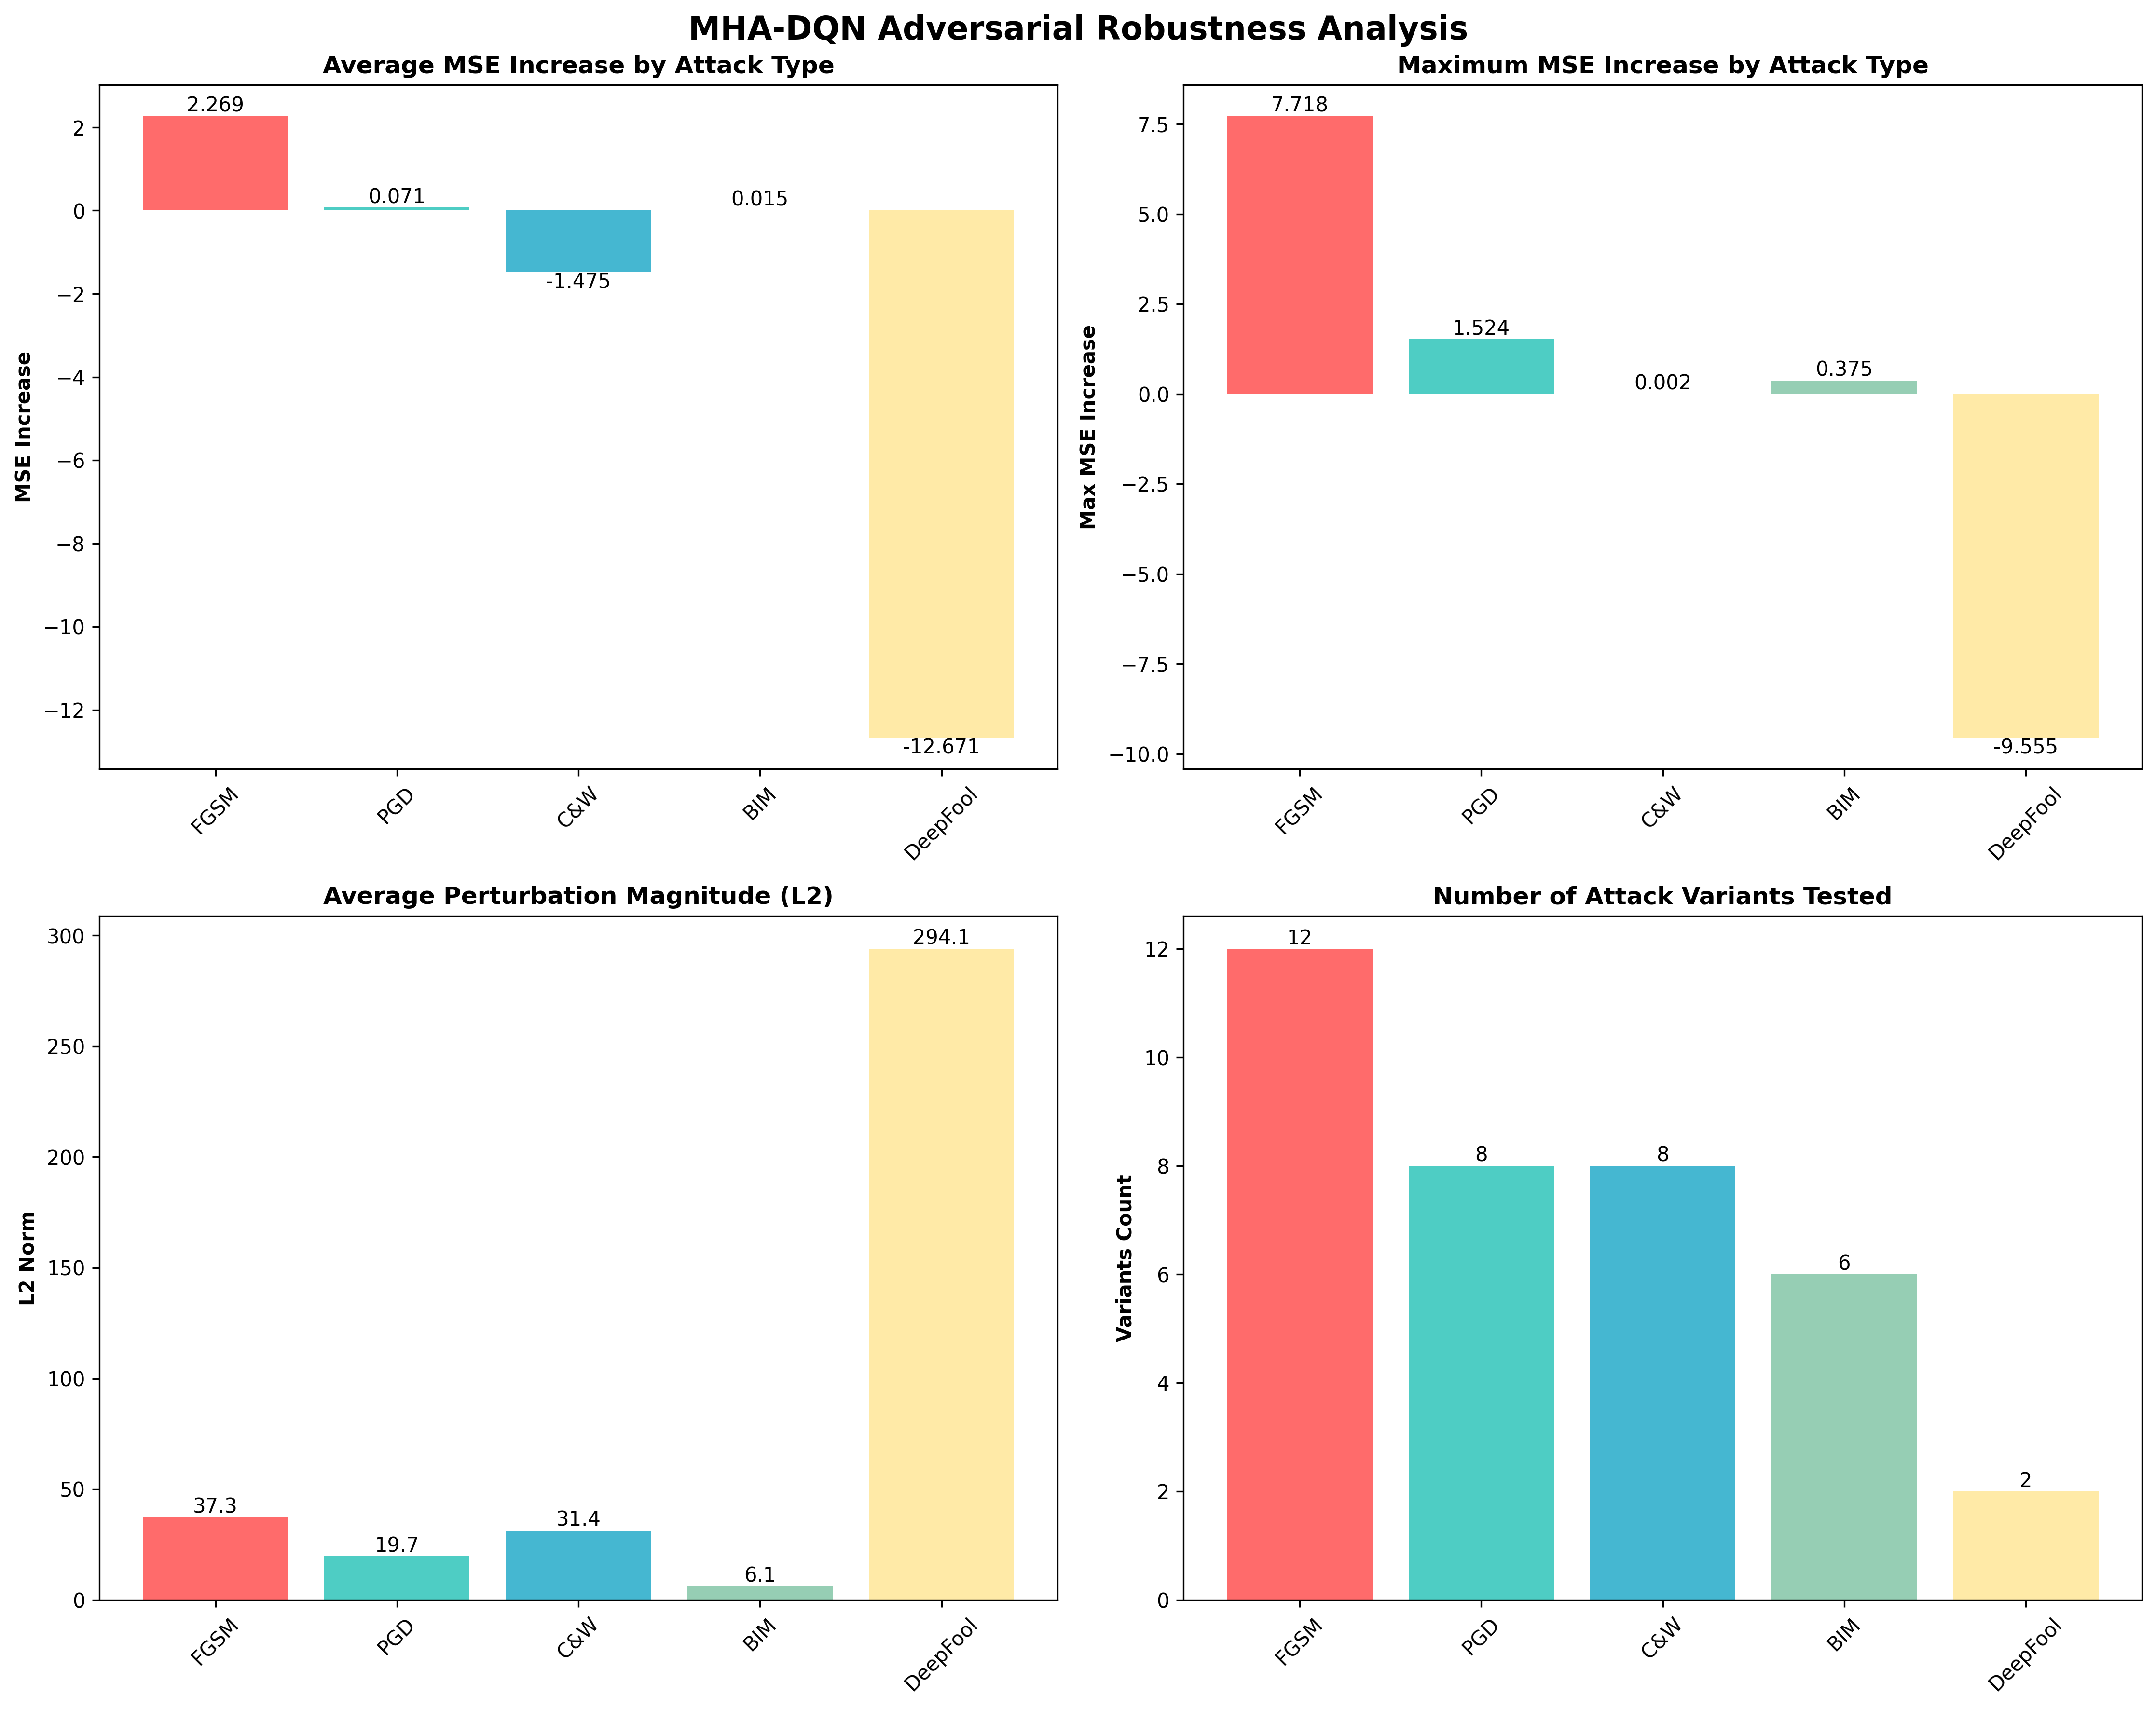 MHA-DQN Adversarial Robustness Analysis
Average MSE Increase by Attack Type
MSE Increase
2
0
−2
−4
−6
−8
−10
−12
2.269
0.071
-1.475
0.015
-12.671
FGSM
PGD
C&W
BIM
DeepFool
Maximum MSE Increase by Attack Type
Max MSE Increase
7.5
5.0
2.5
0.0
−2.5
−5.0
−7.5
−10.0
7.718
1.524
0.002
0.375
-9.555
FGSM
PGD
C&W
BIM
DeepFool
Average Perturbation Magnitude (L2)
L2 Norm
300
250
200
150
100
50
0
37.3
19.7
31.4
6.1
294.1
FGSM
PGD
C&W
BIM
DeepFool
Number of Attack Variants Tested
Variants Count
12
10
8
6
4
2
0
12
8
8
6
2
FGSM
PGD
C&W
BIM
DeepFool